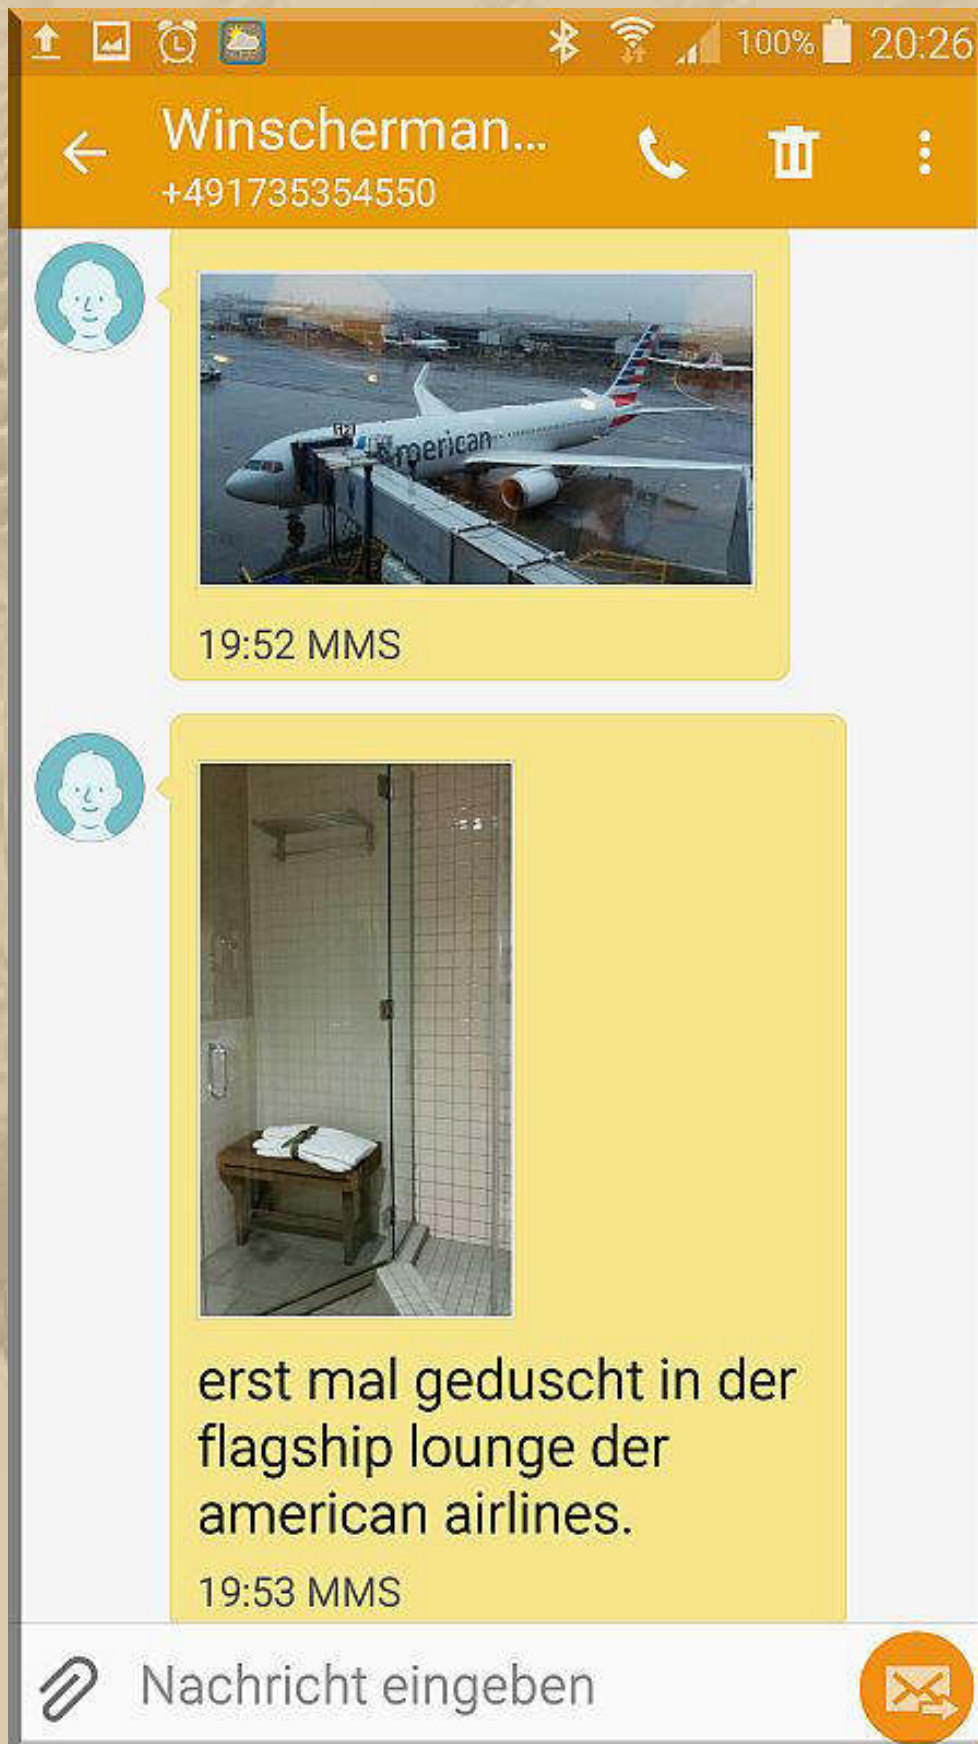 100% 20:26
Winscherman...
+491735354550
American
19:52 MMS
erst mal geduscht in der
flagship lounge der
american airlines.
19:53 MMS
Nachricht eingeben